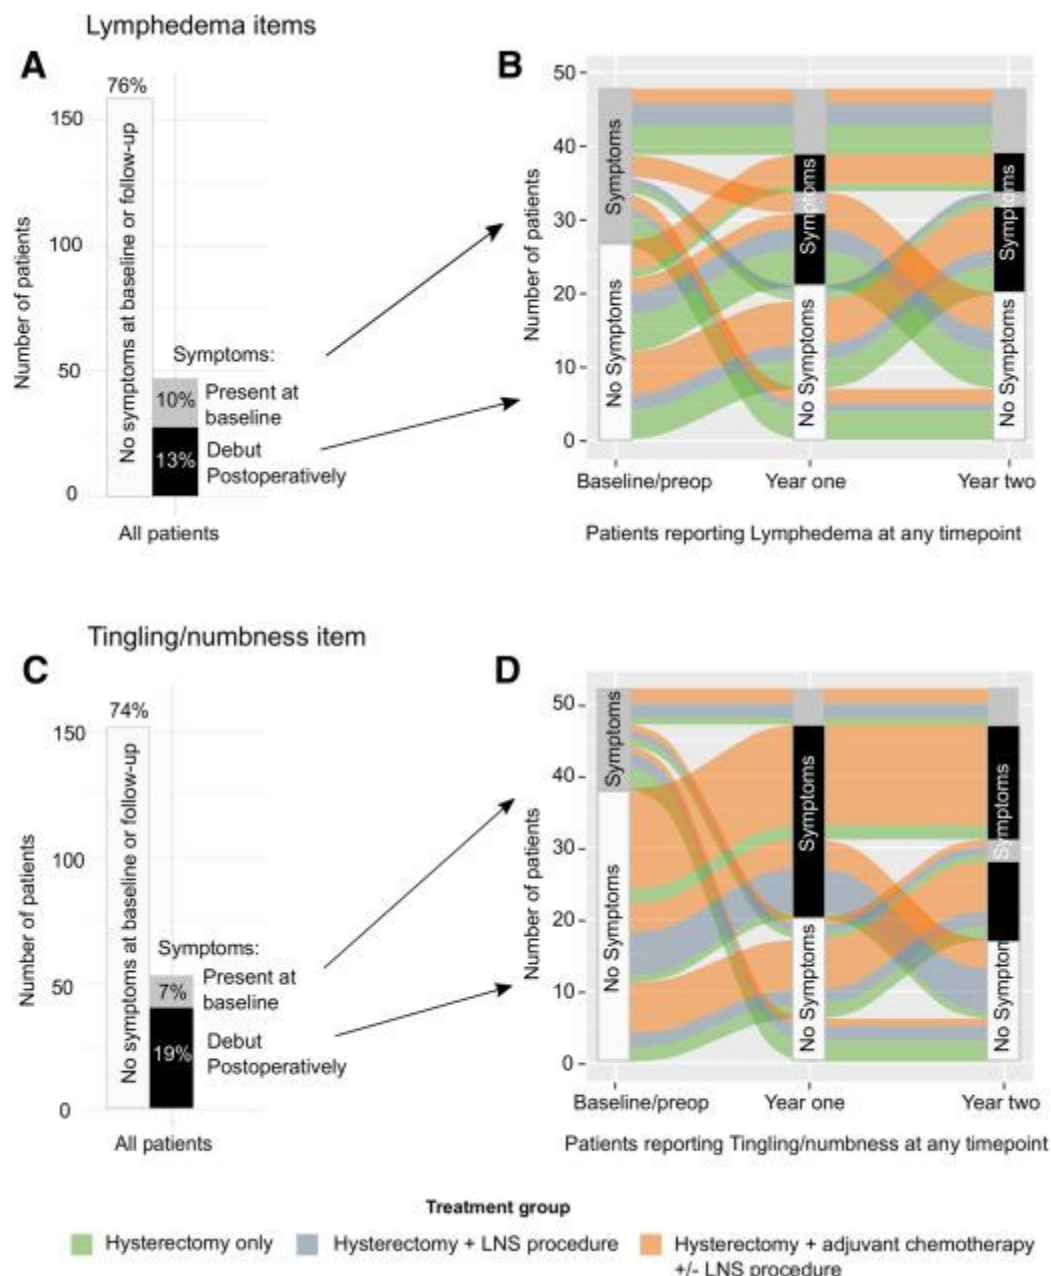 Lymphedema items
A
76%
150
100
50
0
Number of patients
No symptoms at baseline or follow-up
Symptoms:
10%
Present at
baseline
13%
Debut
Postoperatively
All patients
B
50
40
30
20
10
0
Number of patients
Symptoms
No Symptoms
Symptoms
No Symptoms
Symptoms
No Symptoms
Baseline/preop
Year one
Year two
Patients reporting Lymphedema at any timepoint
Tingling/numbness item
C
74%
150
100
50
0
Number of patients
No symptoms at baseline or follow-up
Symptoms:
7%
Present at
baseline
19%
Debut
Postoperatively
All patients
D
50
40
30
20
10
0
Number of patients
Symptoms
No Symptoms
Symptoms
No Symptoms
Symptoms
No Symptoms
Baseline/preop
Year one
Year two
Patients reporting Tingling/numbness at any timepoint
Treatment group
Hysterectomy only
Hysterectomy + LNS procedure
Hysterectomy + adjuvant chemotherapy
+/- LNS procedure